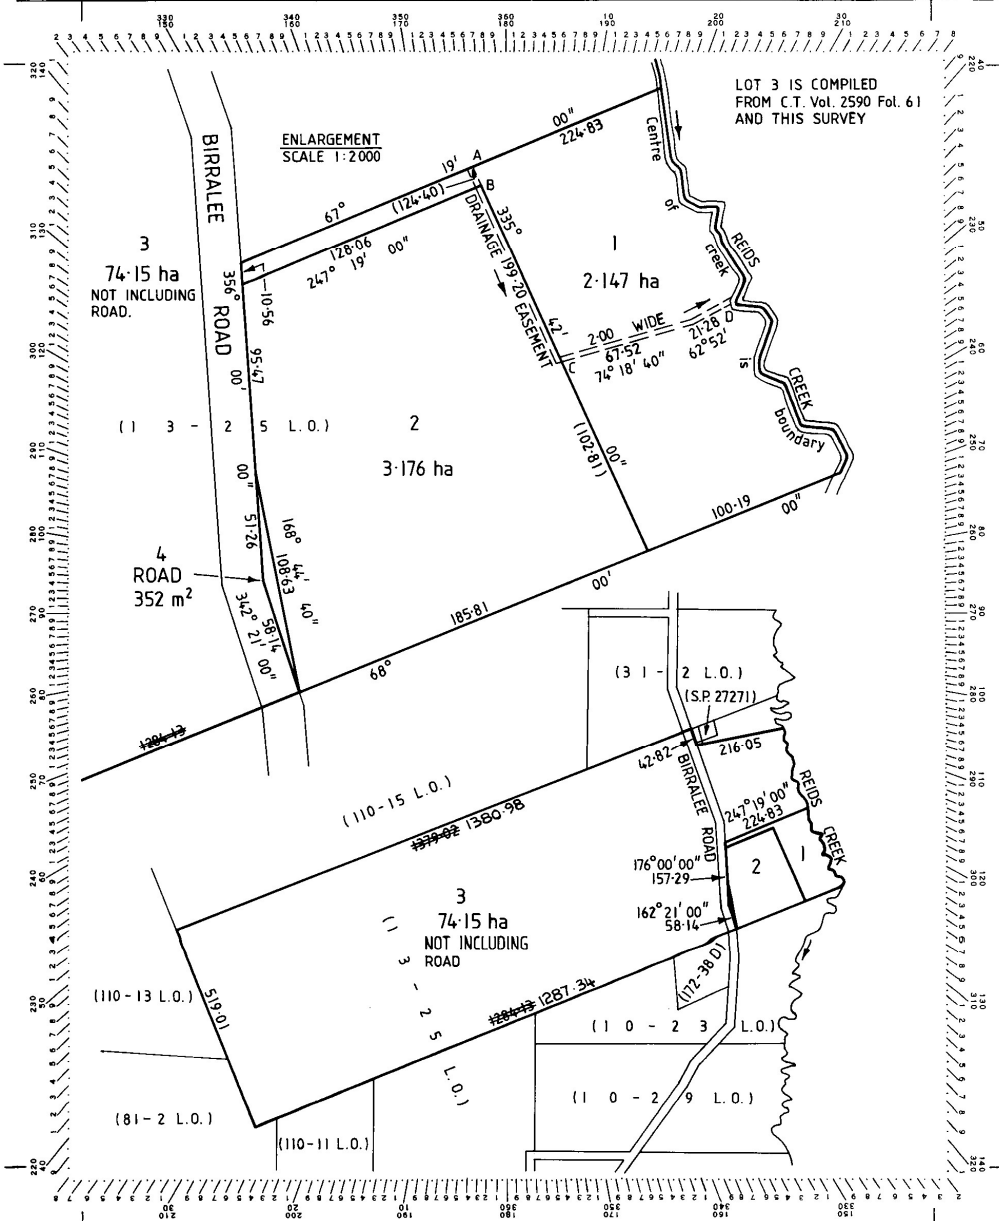 LOT 3 IS COMPILED
FROM C.T. Vol. 2590 Fol. 61
AND THIS SURVEY
ENLARGEMENT
SCALE 1:2000
BIRRALEE
ROAD
3
74·15 ha
NOT INCLUDING
ROAD.
67° 19' 00"
224·83
A
B
(124·40)
128·06
247° 19' 00"
10·56
356° 00' 00"
95·47
51·26
DRAINAGE EASEMENT
335° 42' 00"
199·20
(102·81)
1
2·147 ha
2·00 WIDE
67·52
74° 18' 40"
21·28
62° 52'
C
D
Centre of creek is boundary
REIDS CREEK
(1 3 - 2 5 L.O.)
2
3·176 ha
168° 44' 40"
108·63
4
ROAD
352 m²
342° 21' 00"
58·14
68° 00' 00"
185·81
100·19
1284·13
(3 1 - 2 L.O.)
(S.P. 27271)
42·82
216·05
BIRRALEE ROAD
REIDS CREEK
(110-15 L.O.)
1379·02 1380·98
247°19'00"
224·83
2
1
176°00'00"
157·29
162°21'00"
58·14
3
74·15 ha
NOT INCLUDING
ROAD
(1 3 - 2 5 L.O.)
(172-38 D)
(110-13 L.O.)
519·01
1284·13 1287·34
(1 0 - 2 3 L.O.)
(1 0 - 2 9 L.O.)
(81-2 L.O.)
(110-11 L.O.)